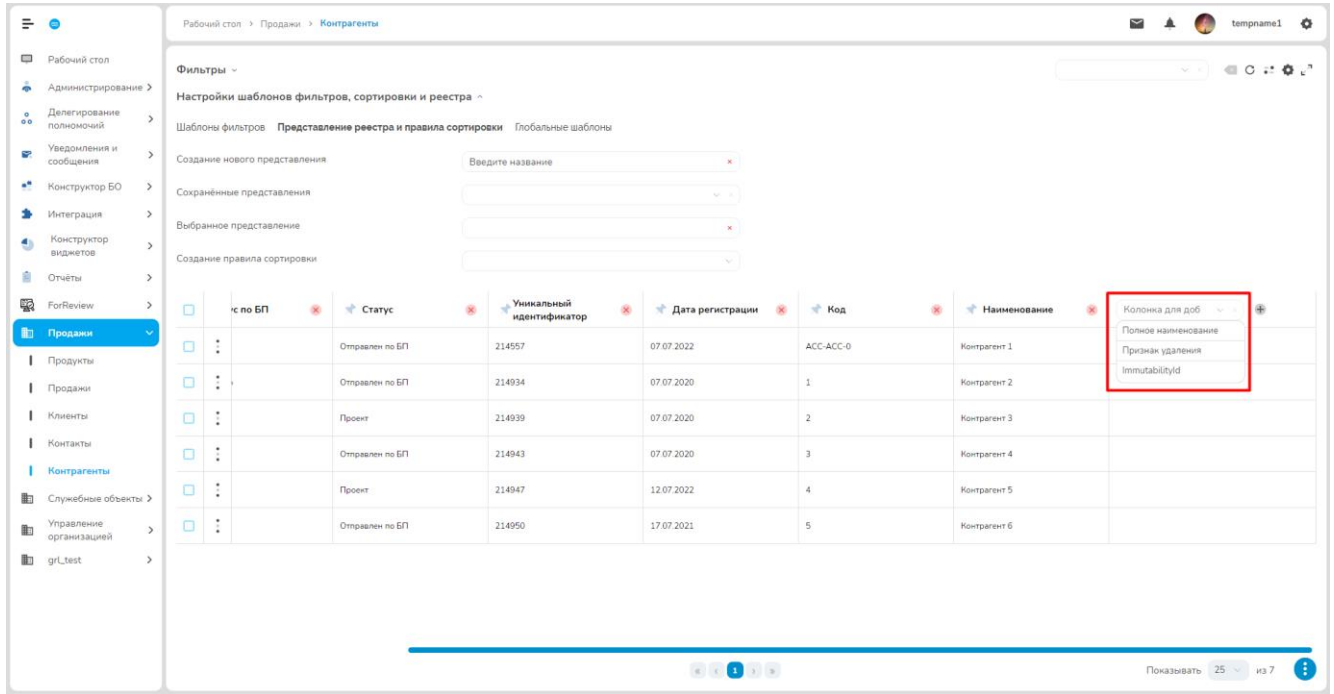 Рабочий стол > Продажи > Контрагенты
tempname1
Рабочий стол
Администрирование
Делегирование
полномочий
Уведомления и
сообщения
Конструктор БО
Интеграция
Конструктор
виджетов
Отчёты
ForReview
Продажи
Продукты
Продажи
Клиенты
Контакты
Контрагенты
Служебные объекты
Управление
организацией
grl_test
Фильтры
Настройки шаблонов фильтров, сортировки и реестра
Шаблоны фильтров Представление реестра и правила сортировки Глобальные шаблоны
Создание нового представления Введите название
Сохранённые представления
Выбранное представление
Создание правила сортировки
ус по БП Статус Уникальный идентификатор Дата регистрации Код Наименование Колонка для доб
Полное наименование
Признак удаления
ImmutabilityId
Отправлен по БП 214557 07.07.2022 ACC-ACC-0 Контрагент 1
Отправлен по БП 214934 07.07.2020 1 Контрагент 2
Проект 214939 07.07.2020 2 Контрагент 3
Отправлен по БП 214943 07.07.2020 3 Контрагент 4
Проект 214947 12.07.2022 4 Контрагент 5
Отправлен по БП 214950 17.07.2021 5 Контрагент 6
« ‹ 1 › » Показывать 25 из 7